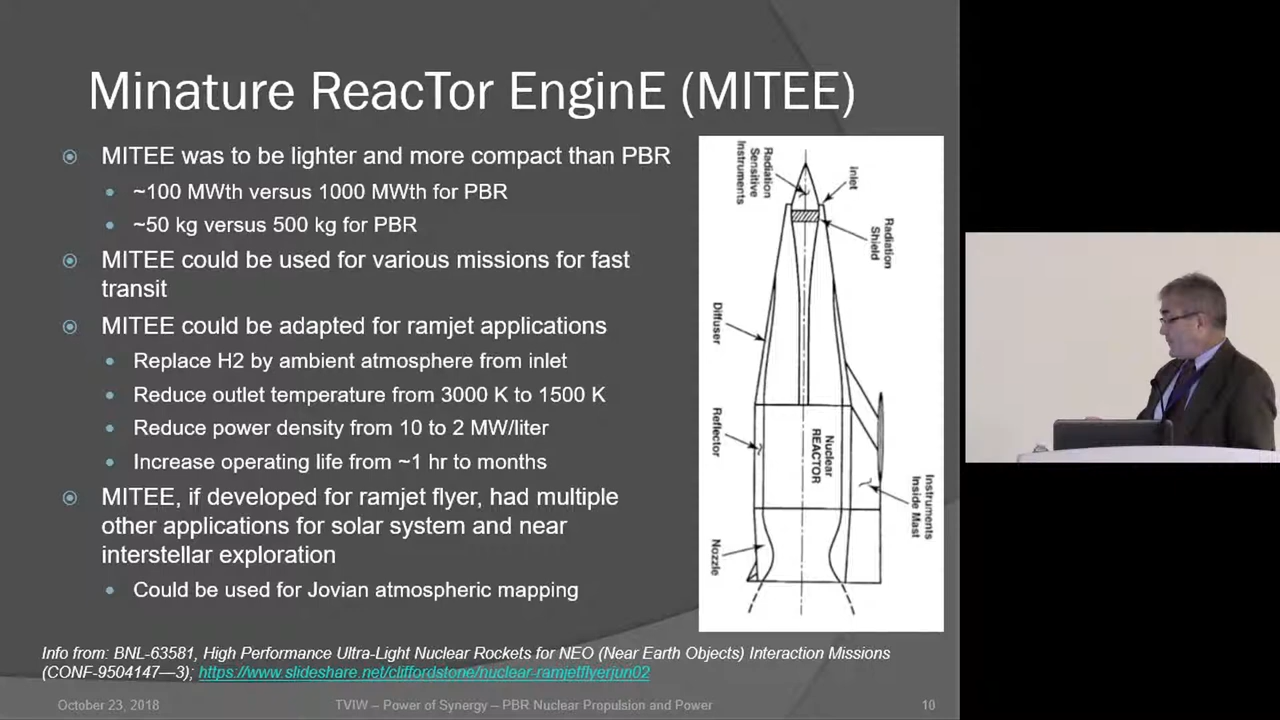 Minature ReacTor EnginE (MITEE)
MITEE was to be lighter and more compact than PBR
~100 MWth versus 1000 MWth for PBR
~50 kg versus 500 kg for PBR
MITEE could be used for various missions for fast
transit
MITEE could be adapted for ramjet applications
Replace H2 by ambient atmosphere from inlet
Reduce outlet temperature from 3000 K to 1500 K
Reduce power density from 10 to 2 MW/liter
Increase operating life from ~1 hr to months
MITEE, if developed for ramjet flyer, had multiple
other applications for solar system and near
interstellar exploration
Could be used for Jovian atmospheric mapping
Radiation
Sensitive
Instruments
inlet
Radiation
Shield
Diffuser
Reflector
Nuclear
REACTOR
Instruments
Inside Mast
Nozzle
Info from: BNL-63581, High Performance Ultra-Light Nuclear Rockets for NEO (Near Earth Objects) Interaction Missions
(CONF-9504147—3); https://www.slideshare.net/cliffordstone/nuclear-ramjetflyerjun02
October 23, 2018
TVIW – Power of Synergy – PBR Nuclear Propulsion and Power
10